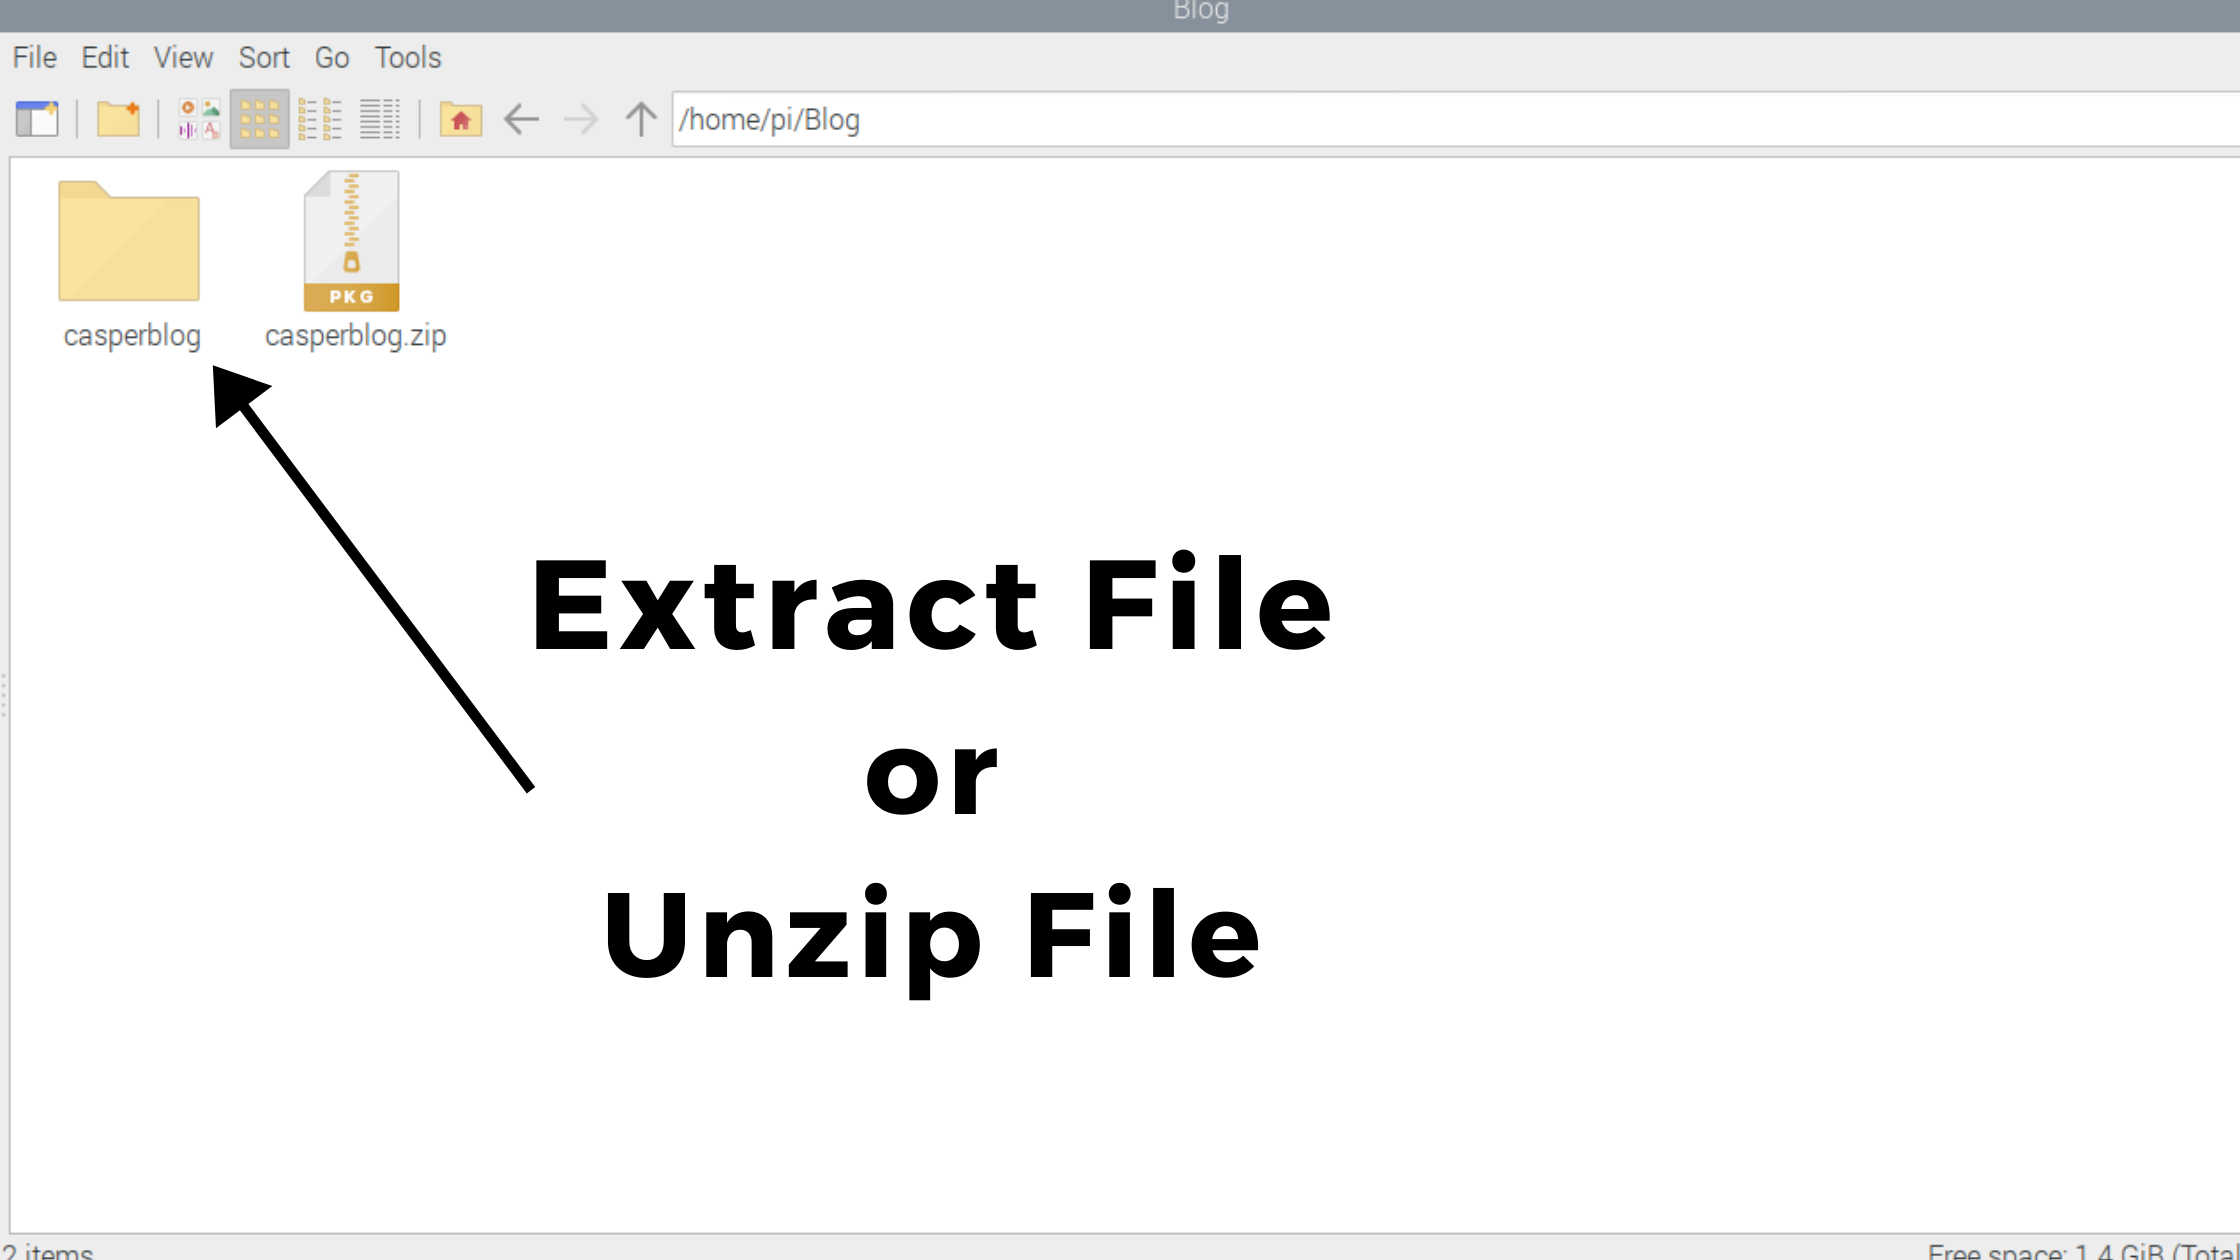 Blog
File Edit View Sort Go Tools
/home/pi/Blog
PKG
casperblog casperblog.zip
Extract File
or
Unzip File
2 items
Free space: 1.4 GiB (Total